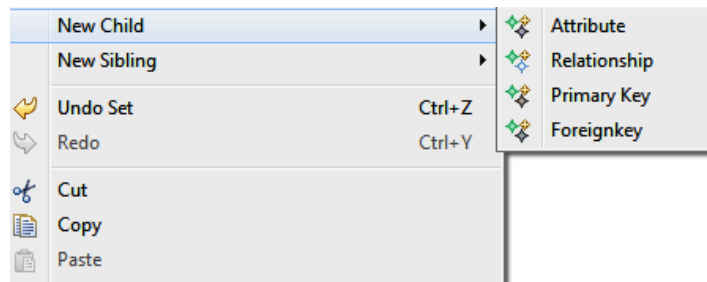 New Child
New Sibling
Undo Set Ctrl+Z
Redo Ctrl+Y
Cut
Copy
Paste
Attribute
Relationship
Primary Key
Foreignkey